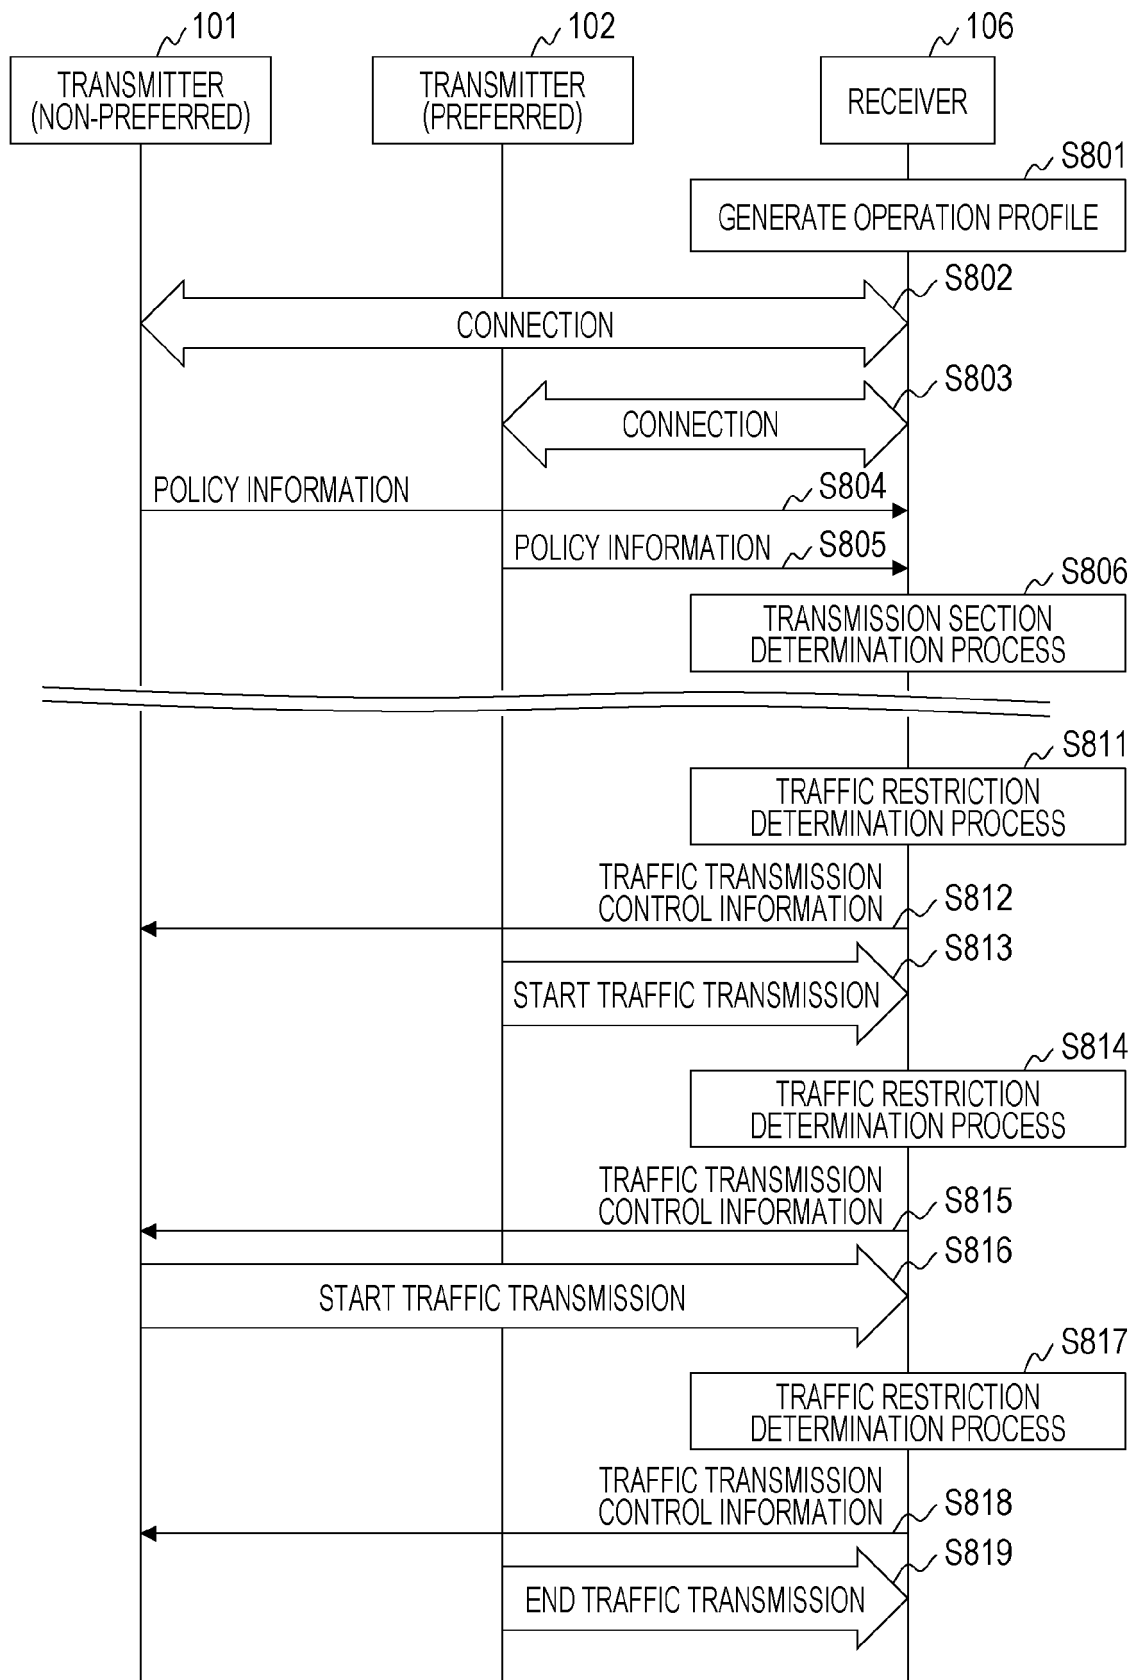 101
102
106
TRANSMITTER
(NON-PREFERRED)
TRANSMITTER
(PREFERRED)
RECEIVER
S801
GENERATE OPERATION PROFILE
S802
CONNECTION
S803
CONNECTION
POLICY INFORMATION
S804
POLICY INFORMATION
S805
S806
TRANSMISSION SECTION
DETERMINATION PROCESS
S811
TRAFFIC RESTRICTION
DETERMINATION PROCESS
TRAFFIC TRANSMISSION
CONTROL INFORMATION
S812
S813
START TRAFFIC TRANSMISSION
S814
TRAFFIC RESTRICTION
DETERMINATION PROCESS
TRAFFIC TRANSMISSION
CONTROL INFORMATION
S815
S816
START TRAFFIC TRANSMISSION
S817
TRAFFIC RESTRICTION
DETERMINATION PROCESS
TRAFFIC TRANSMISSION
CONTROL INFORMATION
S818
S819
END TRAFFIC TRANSMISSION